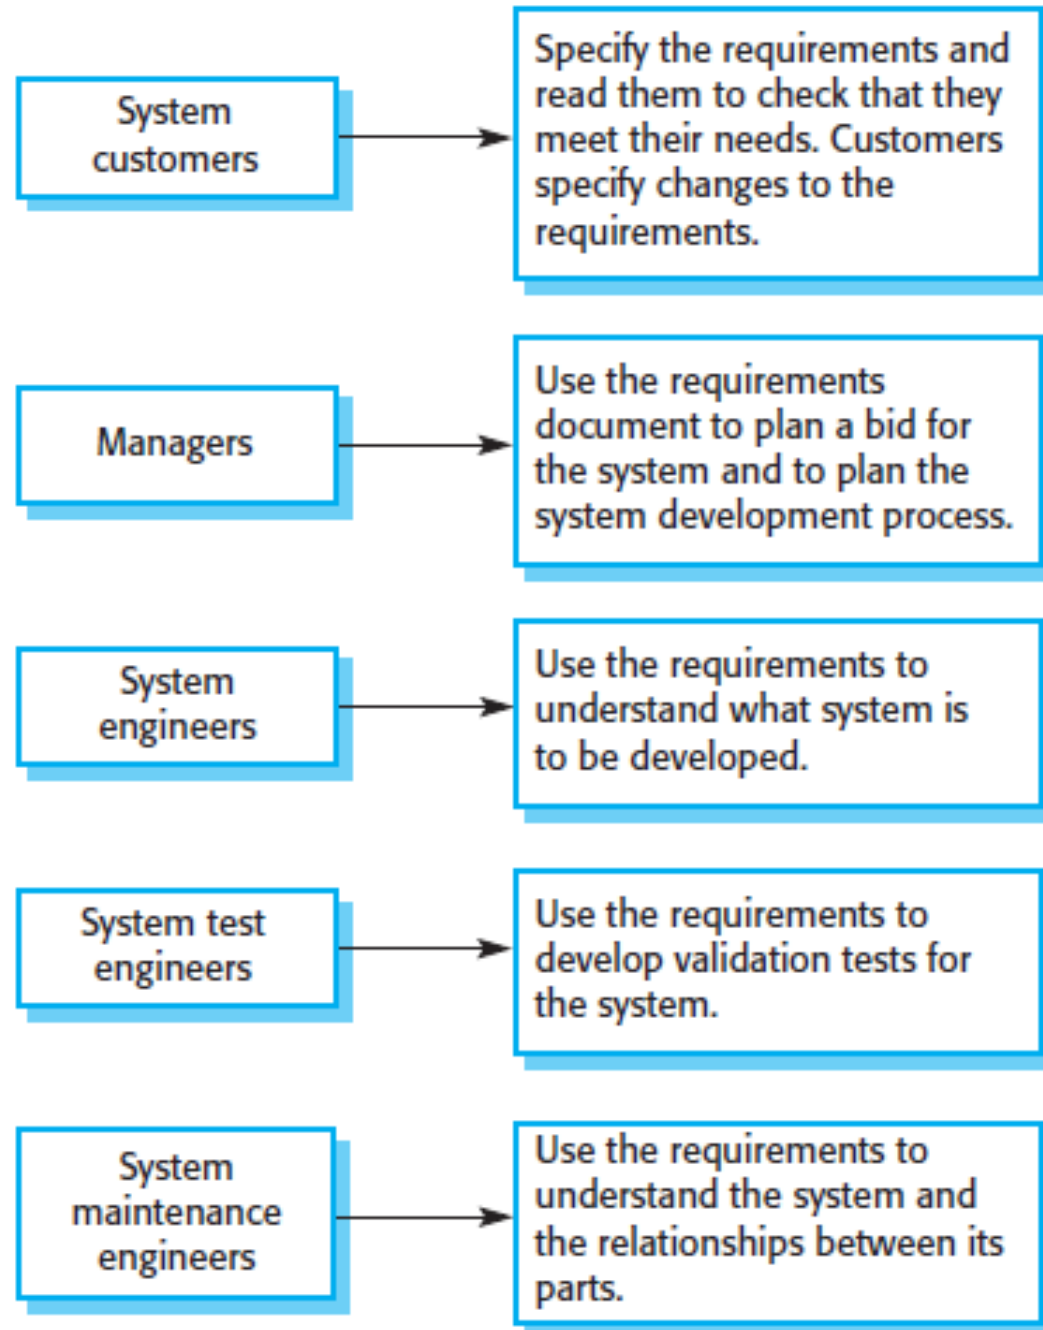 System
customers
Specify the requirements and
read them to check that they
meet their needs. Customers
specify changes to the
requirements.
Managers
Use the requirements
document to plan a bid for
the system and to plan the
system development process.
System
engineers
Use the requirements to
understand what system is
to be developed.
System test
engineers
Use the requirements to
develop validation tests for
the system.
System
maintenance
engineers
Use the requirements to
understand the system and
the relationships between its
parts.